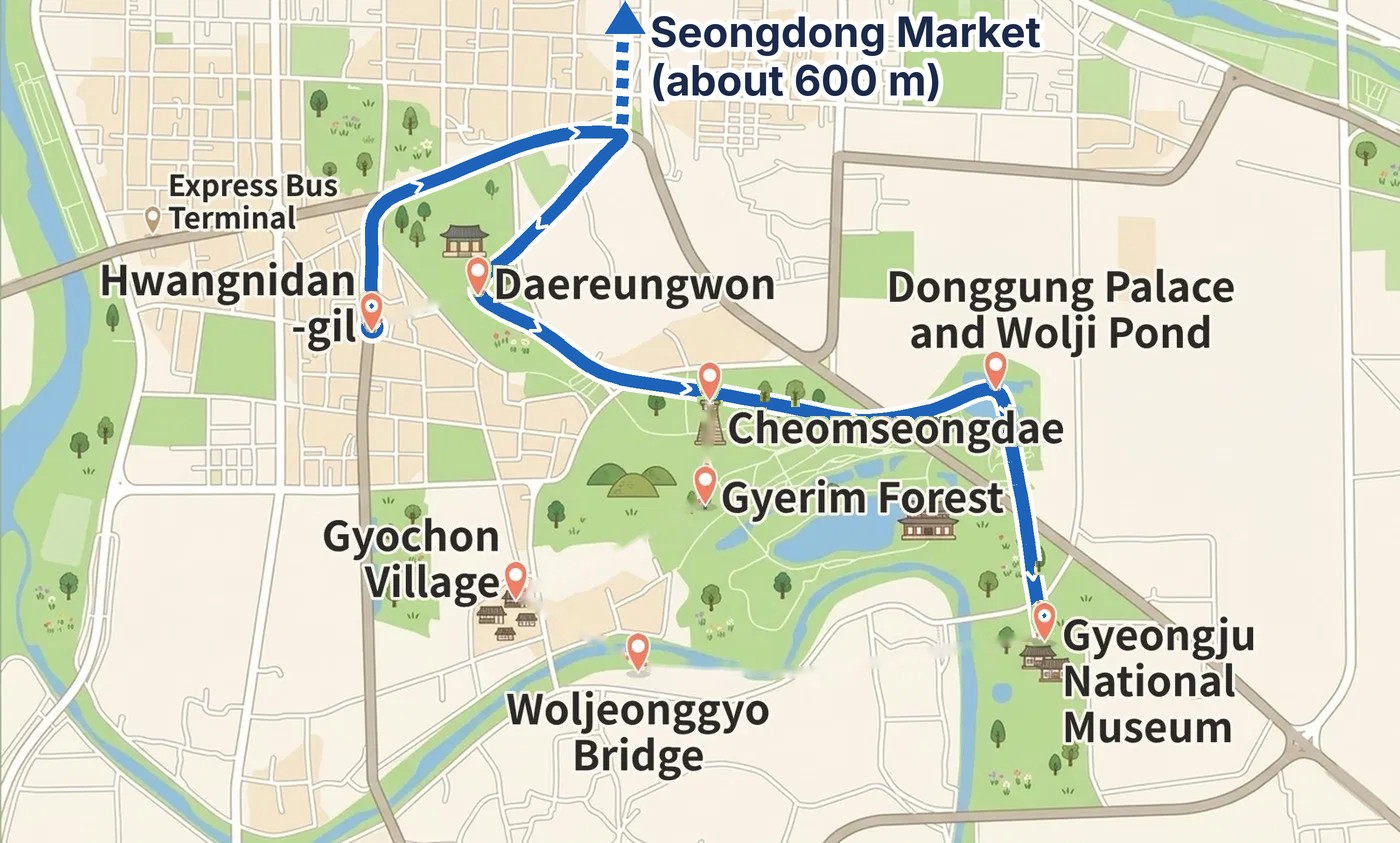 Seongdong Market
(about 600 m)
Express Bus
Terminal
Hwangnidan
-gil
Daereungwon
Donggung Palace
and Wolji Pond
Cheomseongdae
Gyerim Forest
Gyochon
Village
Gyeongju
National
Museum
Woljeonggyo
Bridge